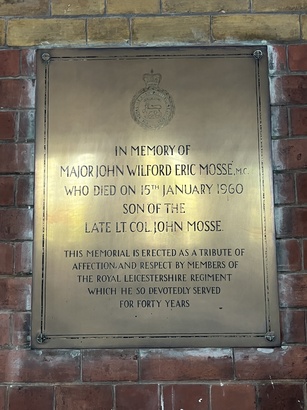 IN MEMORY OF
MAJOR JOHN WILFORD ERIC MOSSE, M.C.
WHO DIED ON 15TH JANUARY 1960
SON OF THE
LATE LT COL. JOHN MOSSE.
THIS MEMORIAL IS ERECTED AS A TRIBUTE OF
AFFECTION AND RESPECT BY MEMBERS OF
THE ROYAL LEICESTERSHIRE REGIMENT
WHICH HE SO DEVOTEDLY SERVED
FOR FORTY YEARS